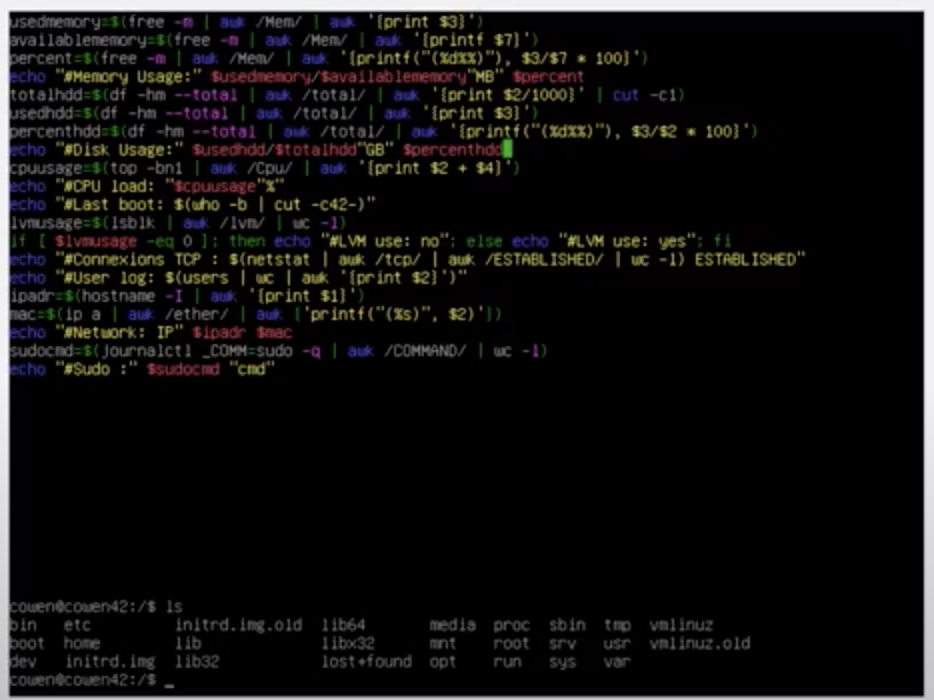 usedmemory=$(free -m | awk /Mem/ | awk '{print $3}')
availablememory=$(free -m | awk /Mem/ | awk '{printf $7}')
percent=$(free -m | awk /Mem/ | awk '{printf("(%d%%)"), $3/$7 * 100}')
echo "#Memory Usage:" $usedmemory/$availablememory"MB" $percent
totalhdd=$(df -hm --total | awk /total/ | awk '{print $2/1000}' | cut -c1)
usedhdd=$(df -hm --total | awk /total/ | awk '{print $3}')
percenthdd=$(df -hm --total | awk /total/ | awk '{printf("(%d%%)"), $3/$2 * 100}')
echo "#Disk Usage:" $usedhdd/$totalhdd"GB" $percenthdd
cpuusage=$(top -bn1 | awk /Cpu/ | awk '{print $2 + $4}')
echo "#CPU load: "$cpuusage"%"
echo "#Last boot: $(who -b | cut -c42-)"
lvmusage=$(lsblk | awk /lvm/ | wc -l)
if [ $lvmusage -eq 0 ]; then echo "#LVM use: no"; else echo "#LVM use: yes"; fi
echo "#Connexions TCP : $(netstat | awk /tcp/ | awk /ESTABLISHED/ | wc -l) ESTABLISHED"
echo "#User log: $(users | wc | awk '{print $2}')"
ipadr=$(hostname -I | awk '{print $1}')
mac=$(ip a | awk /ether/ | awk {'printf("(%s)", $2)'})
echo "#Network: IP" $ipadr $mac
sudocmd=$(journalctl _COMM=sudo -q | awk /COMMAND/ | wc -l)
echo "#Sudo :" $sudocmd "cmd"
cowen@cowen42:/$ ls
bin etc initrd.img.old lib64 media proc sbin tmp vmlinuz
boot home lib libx32 mnt root srv usr vmlinuz.old
dev initrd.img lib32 lost+found opt run sys var
cowen@cowen42:/$ _